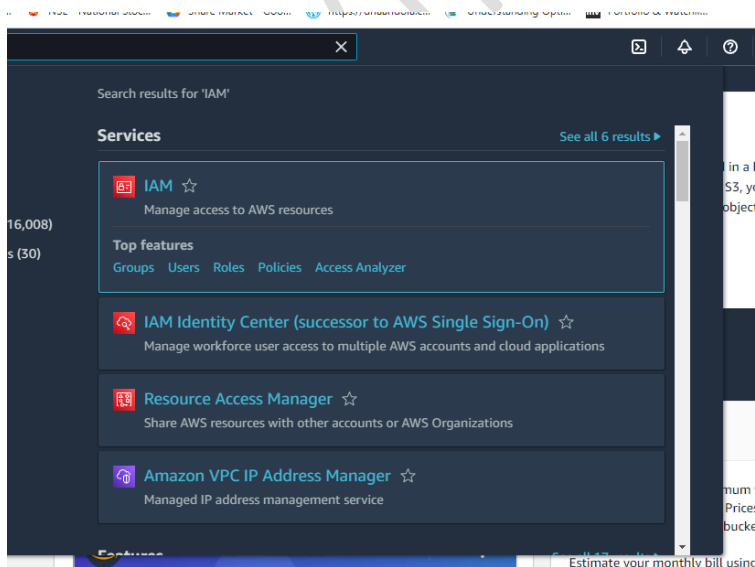 Search results for 'IAM'
Services
See all 6 results
IAM
Manage access to AWS resources
Top features
Groups Users Roles Policies Access Analyzer
IAM Identity Center (successor to AWS Single Sign-On)
Manage workforce user access to multiple AWS accounts and cloud applications
Resource Access Manager
Share AWS resources with other accounts or AWS Organizations
Amazon VPC IP Address Manager
Managed IP address management service
16,008)
s (30)
in a
S3, y
object
Prices
bucke
Estimate your monthly bill using